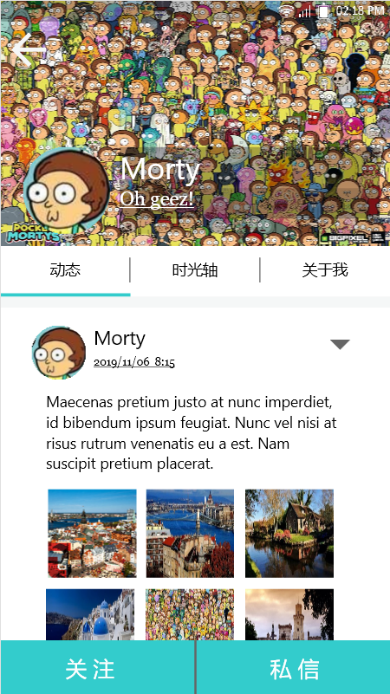 02:18 PM
Morty
Oh geez!
POCKET
MORTYS
BIGPIXEL
动态
时光轴
关于我
Morty
2019/11/06 8:15
Maecenas pretium justo at nunc imperdiet,
id bibendum ipsum feugiat. Nunc vel nisi at
risus rutrum venenatis eu a est. Nam
suscipit pretium placerat.
关注
私信